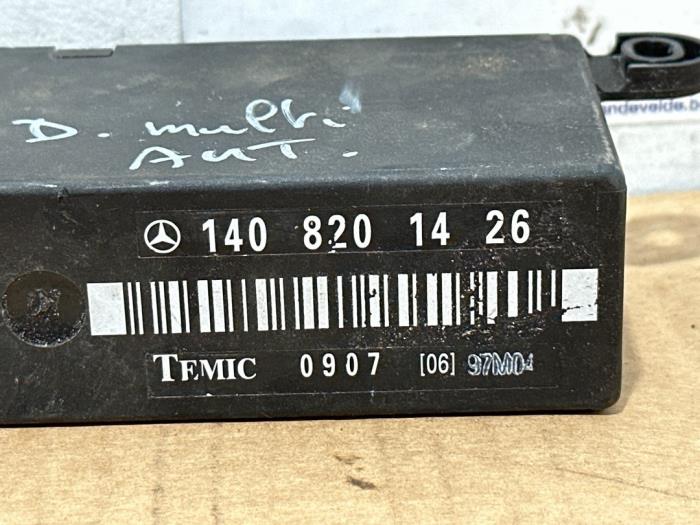 D. multi
AUT.
140 820 14 26
TEMIC 0907 [06] 97M04